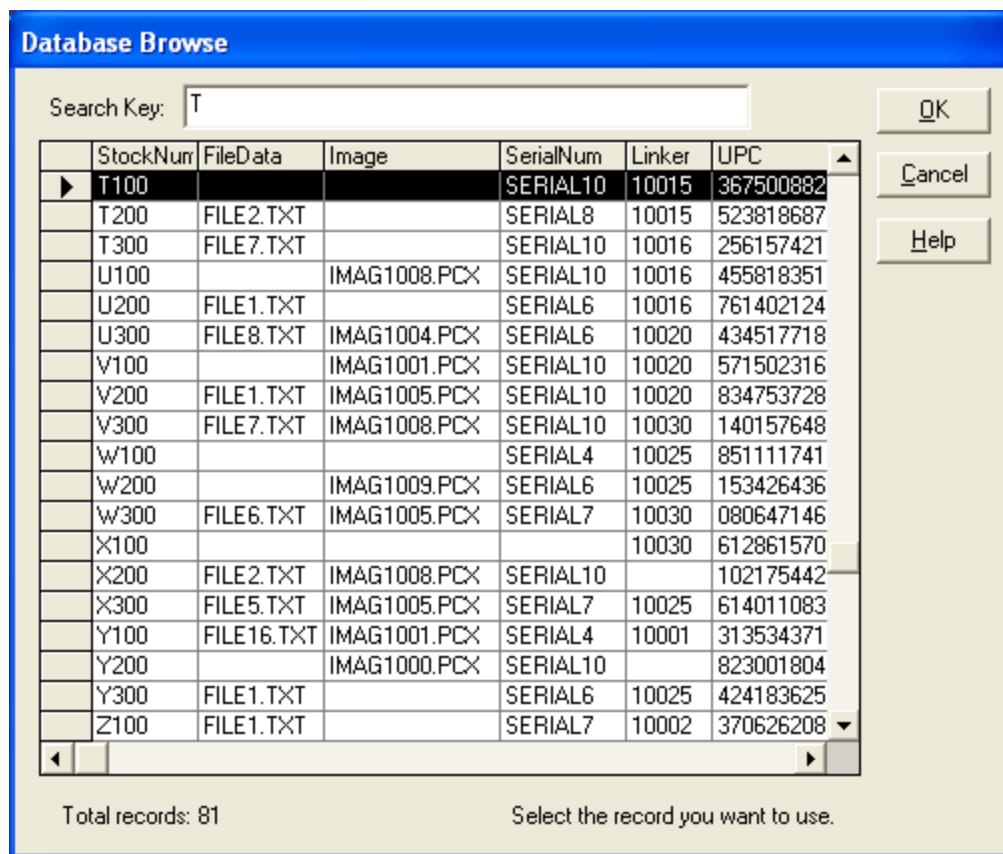 Database Browse
Search Key: T
OK
Cancel
Help
StockNum FileData Image SerialNum Linker UPC
T100 SERIAL10 10015 367500882
T200 FILE2.TXT SERIAL8 10015 523818687
T300 FILE7.TXT SERIAL10 10016 256157421
U100 IMAG1008.PCX SERIAL10 10016 455818351
U200 FILE1.TXT SERIAL6 10016 761402124
U300 FILE8.TXT IMAG1004.PCX SERIAL6 10020 434517718
V100 IMAG1001.PCX SERIAL10 10020 571502316
V200 FILE1.TXT IMAG1005.PCX SERIAL10 10020 834753728
V300 FILE7.TXT IMAG1008.PCX SERIAL10 10030 140157648
W100 SERIAL4 10025 851111741
W200 IMAG1009.PCX SERIAL6 10025 153426436
W300 FILE6.TXT IMAG1005.PCX SERIAL7 10030 080647146
X100 10030 612861570
X200 FILE2.TXT IMAG1008.PCX SERIAL10 102175442
X300 FILE5.TXT IMAG1005.PCX SERIAL7 10025 614011083
Y100 FILE16.TXT IMAG1001.PCX SERIAL4 10001 313534371
Y200 IMAG1000.PCX SERIAL10 823001804
Y300 FILE1.TXT SERIAL6 10025 424183625
Z100 FILE1.TXT SERIAL7 10002 370626208
Total records: 81
Select the record you want to use.